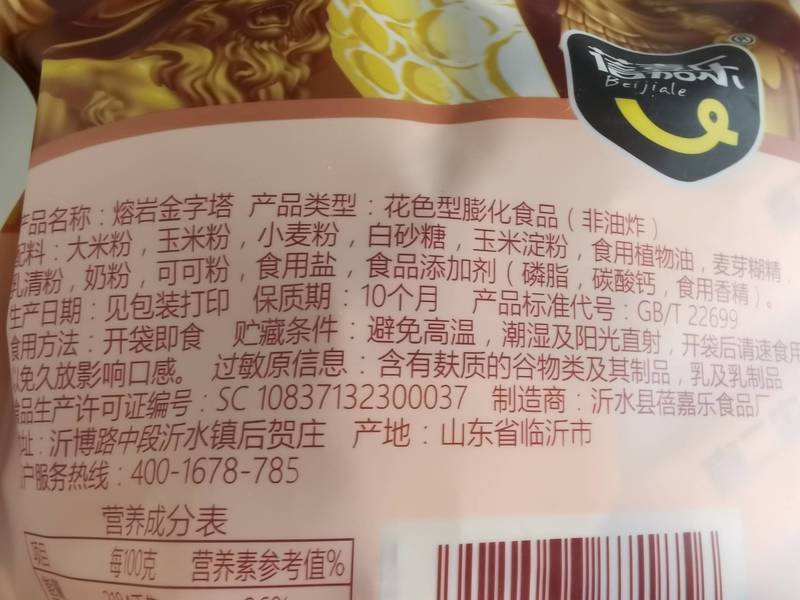 蓓嘉乐®
Beijiale
产品名称：熔岩金字塔 产品类型：花色型膨化食品（非油炸）
配料：大米粉，玉米粉，小麦粉，白砂糖，玉米淀粉，食用植物油，麦芽糊精，
乳清粉，奶粉，可可粉，食用盐，食品添加剂（磷脂，碳酸钙，食用香精）。
生产日期：见包装打印 保质期：10个月 产品标准代号：GB/T 22699
食用方法：开袋即食 贮藏条件：避免高温，潮湿及阳光直射，开袋后请速食用
以免久放影响口感。 过敏原信息：含有麸质的谷物类及其制品，乳及乳制品
食品生产许可证编号：SC 10837132300037 制造商：沂水县蓓嘉乐食品厂
地址：沂博路中段沂水镇后贺庄 产地：山东省临沂市
客户服务热线：400-1678-785
营养成分表
项目 每100克 营养素参考值%